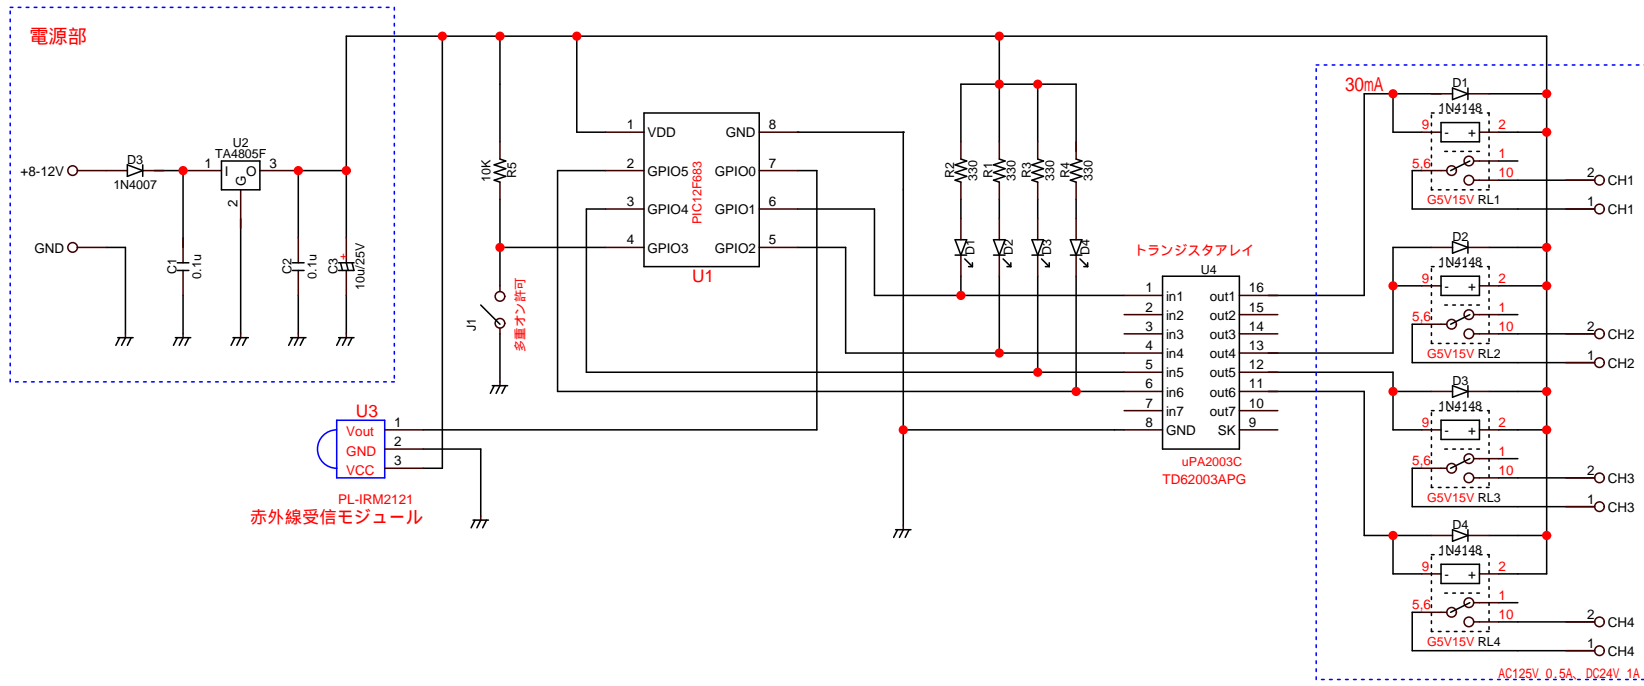 電源部
+8-12V
D3
1N4007
1
U2
TA4805F
I
O
G
3
2
GND
C1
0.1u
C2
0.1u
C3
+
10u/25V
10K
R5
J1
多重オン許可
1
VDD
GND
8
2
GPIO5
GPIO0
7
3
GPIO4
GPIO1
6
4
GPIO3
GPIO2
5
PIC12F683
U1
R2
330
R1
330
R3
330
R4
330
D1
D2
D3
D4
トランジスタアレイ
U4
1
in1
out1
16
2
in2
out2
15
3
in3
out3
14
4
in4
out4
13
5
in5
out5
12
6
in6
out6
11
7
in7
out7
10
8
GND
SK
9
uPA2003C
TD62003APG
U3
Vout
1
GND
2
VCC
3
PL-IRM2121
赤外線受信モジュール
30mA
D1
1N4148
9
-
+
2
1
5,6
10
G5V15V RL1
2
CH1
1
CH1
D2
1N4148
9
-
+
2
1
5,6
10
G5V15V RL2
2
CH2
1
CH2
D3
1N4148
9
-
+
2
1
5,6
10
G5V15V RL3
2
CH3
1
CH3
D4
1N4148
9
-
+
2
1
5,6
10
G5V15V RL4
2
CH4
1
CH4
AC125V 0.5A、DC24V 1A